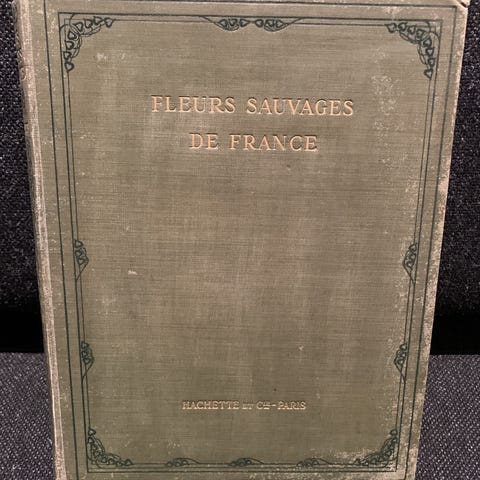 FLEURS SAUVAGES
DE FRANCE
HACHETTE ET Cie - PARIS